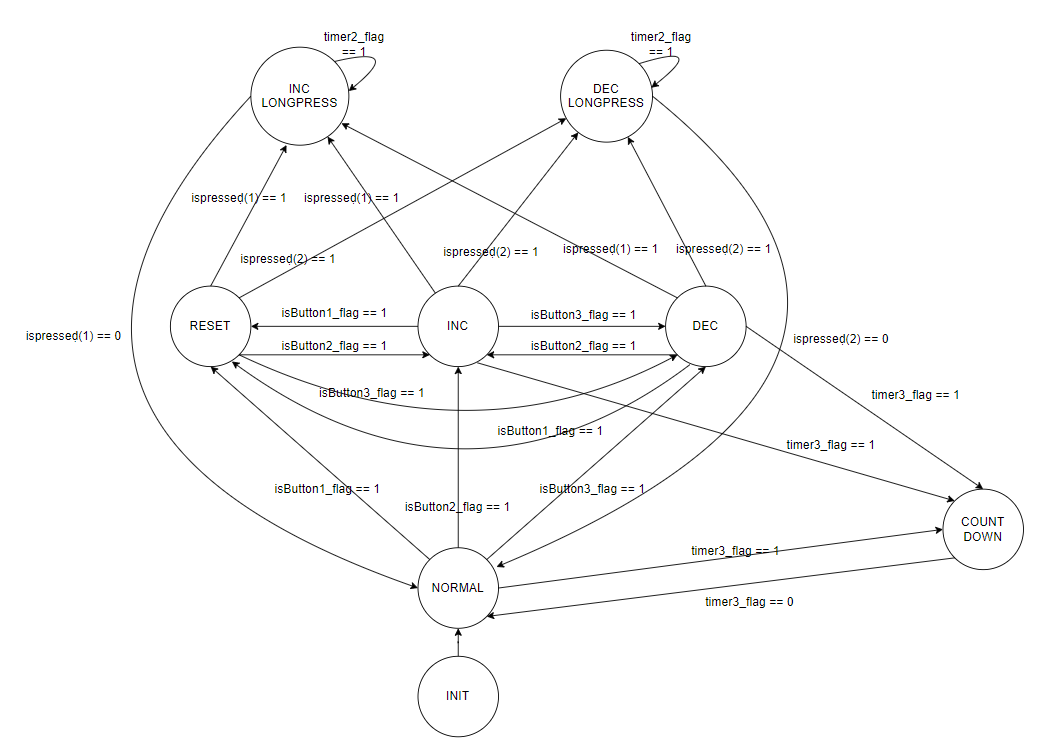 timer2_flag
== 1
timer2_flag
== 1
INC
LONGPRESS
DEC
LONGPRESS
ispressed(1) == 1
ispressed(1) == 1
ispressed(2) == 1
ispressed(2) == 1
ispressed(1) == 1
ispressed(2) == 1
isButton1_flag == 1
isButton3_flag == 1
RESET
INC
DEC
ispressed(1) == 0
isButton2_flag == 1
isButton2_flag == 1
ispressed(2) == 0
isButton3_flag == 1
timer3_flag == 1
isButton1_flag == 1
timer3_flag == 1
isButton1_flag == 1
isButton2_flag == 1
isButton3_flag == 1
COUNT
DOWN
timer3_flag == 1
NORMAL
timer3_flag == 0
INIT